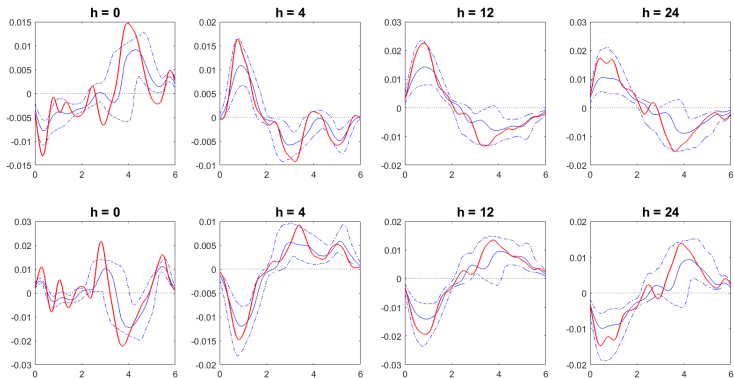 h = 0 h = 4 h = 12 h = 24
0.015 0.02 0.03 0.03
0.01 0.015 0.02 0.02
0.005 0.01 0.01 0.01
0 0.005 0 0
-0.005 0 -0.01 -0.01
-0.01 -0.005 -0.02 -0.02
-0.015 -0.01
0 2 4 6 0 2 4 6 0 2 4 6 0 2 4 6
h = 0 h = 4 h = 12 h = 24
0.03 0.01 0.02 0.02
0.02 0.005 0.01 0.01
0.01 0 0 0
0 -0.005 -0.01 -0.01
-0.01 -0.01 -0.02 -0.02
-0.02 -0.015 -0.03
-0.03 -0.02
0 2 4 6 0 2 4 6 0 2 4 6 0 2 4 6